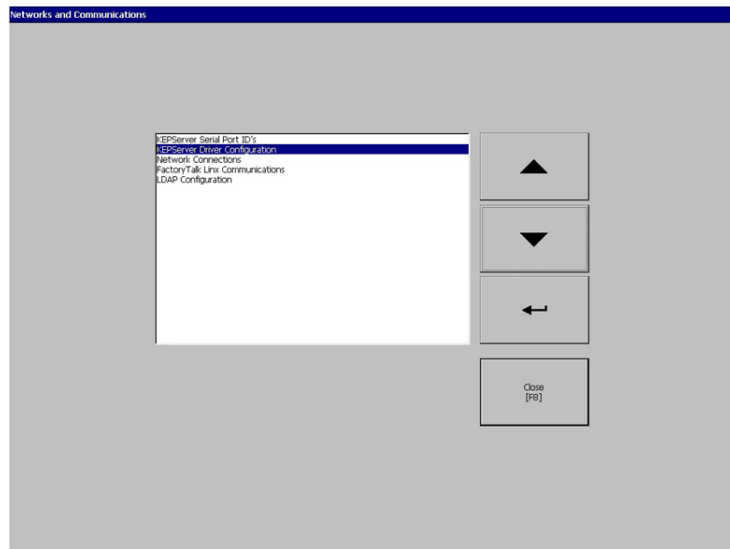 Networks and Communications
KEPServer Serial Port ID's
KEPServer Driver Configuration
Network Connections
FactoryTalk Linx Communications
LDAP Configuration
Close
[F8]